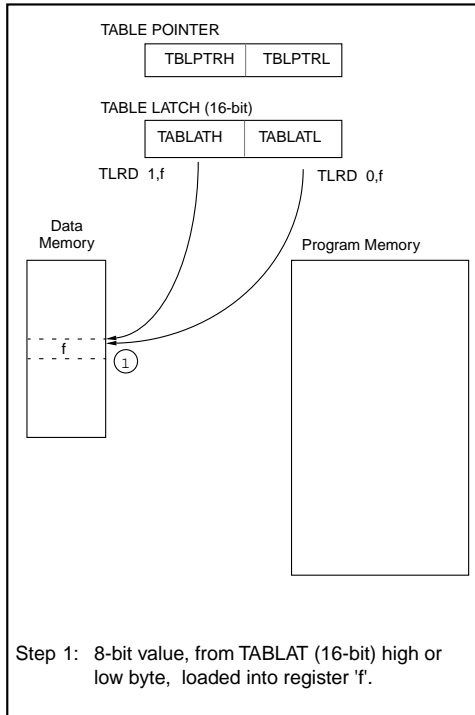 TABLE POINTER
TBLPTRH TBLPTRL
TABLE LATCH (16-bit)
TABLATH TABLATL
TLRD 1,f TLRD 0,f
Data
Memory
Program Memory
f
1
Step 1: 8-bit value, from TABLAT (16-bit) high or
low byte, loaded into register 'f'.